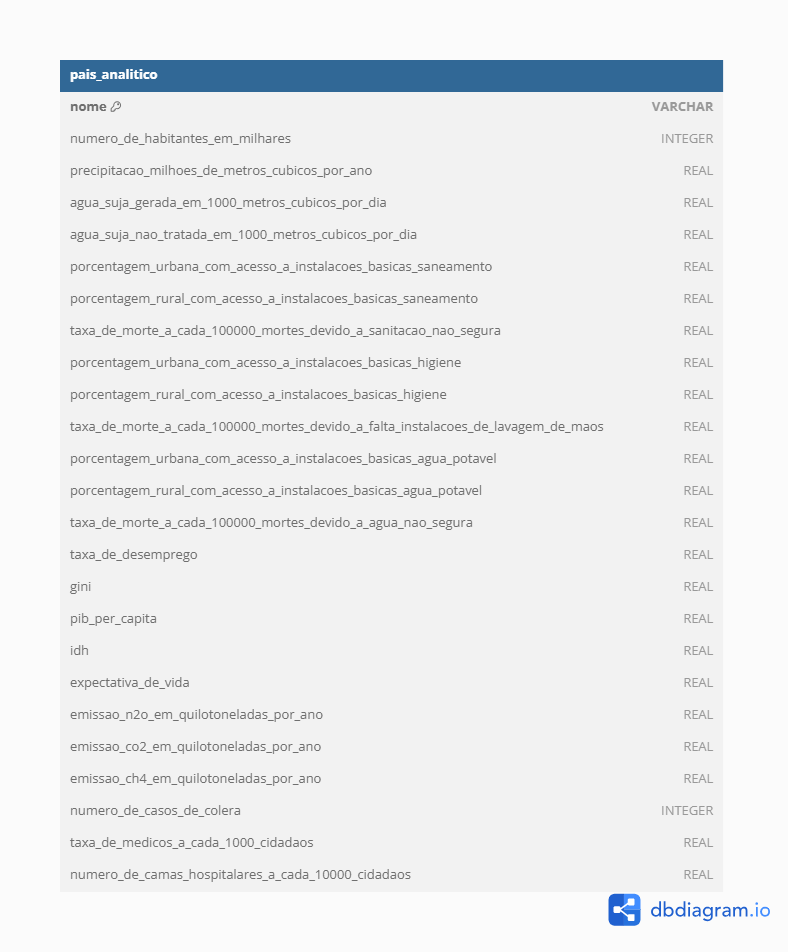 pais_analitico
nome VARCHAR
numero_de_habitantes_em_milhares INTEGER
precipitacao_milhoes_de_metros_cubicos_por_ano REAL
agua_suja_gerada_em_1000_metros_cubicos_por_dia REAL
agua_suja_nao_tratada_em_1000_metros_cubicos_por_dia REAL
porcentagem_urbana_com_acesso_a_instalacoes_basicas_saneamento REAL
porcentagem_rural_com_acesso_a_instalacoes_basicas_saneamento REAL
taxa_de_morte_a_cada_100000_mortes_devido_a_sanitacao_nao_segura REAL
porcentagem_urbana_com_acesso_a_instalacoes_basicas_higiene REAL
porcentagem_rural_com_acesso_a_instalacoes_basicas_higiene REAL
taxa_de_morte_a_cada_100000_mortes_devido_a_falta_instalacoes_de_lavagem_de_maos REAL
porcentagem_urbana_com_acesso_a_instalacoes_basicas_agua_potavel REAL
porcentagem_rural_com_acesso_a_instalacoes_basicas_agua_potavel REAL
taxa_de_morte_a_cada_100000_mortes_devido_a_agua_nao_segura REAL
taxa_de_desemprego REAL
gini REAL
pib_per_capita REAL
idh REAL
expectativa_de_vida REAL
emissao_n2o_em_quilotoneladas_por_ano REAL
emissao_co2_em_quilotoneladas_por_ano REAL
emissao_ch4_em_quilotoneladas_por_ano REAL
numero_de_casos_de_colera INTEGER
taxa_de_medicos_a_cada_1000_cidadaos REAL
numero_de_camas_hospitalares_a_cada_10000_cidadaos REAL
dbdiagram.io